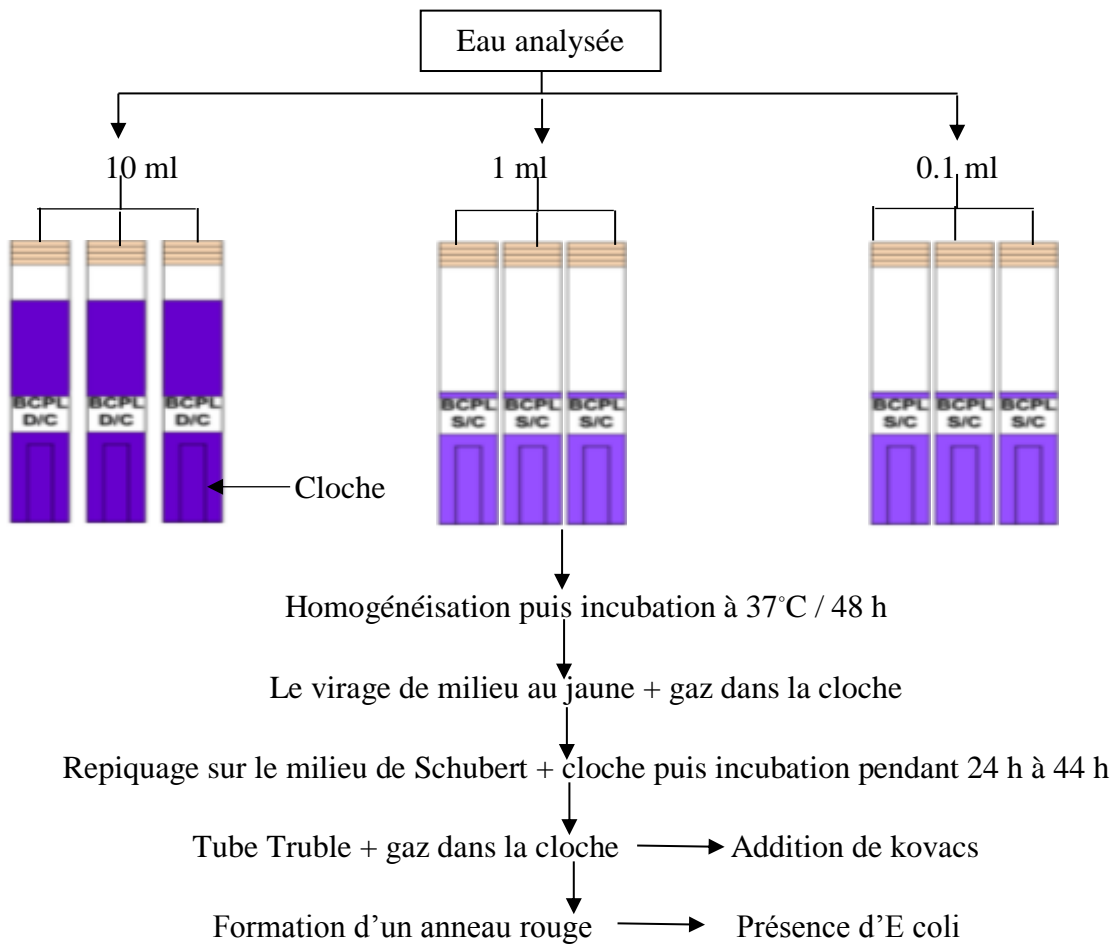 Eau analysée
10 ml
1 ml
0.1 ml
BCPL D/C
BCPL D/C
BCPL D/C
BCPL S/C
BCPL S/C
BCPL S/C
BCPL S/C
BCPL S/C
BCPL S/C
Cloche
Homogénéisation puis incubation à 37°C / 48 h
Le virage de milieu au jaune + gaz dans la cloche
Repiquage sur le milieu de Schubert + cloche puis incubation pendant 24 h à 44 h
Tube Truble + gaz dans la cloche
Addition de kovacs
Formation d’un anneau rouge
Présence d’E coli